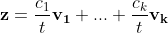 z = c₁/t v₁ + ... + cₖ/t vₖ